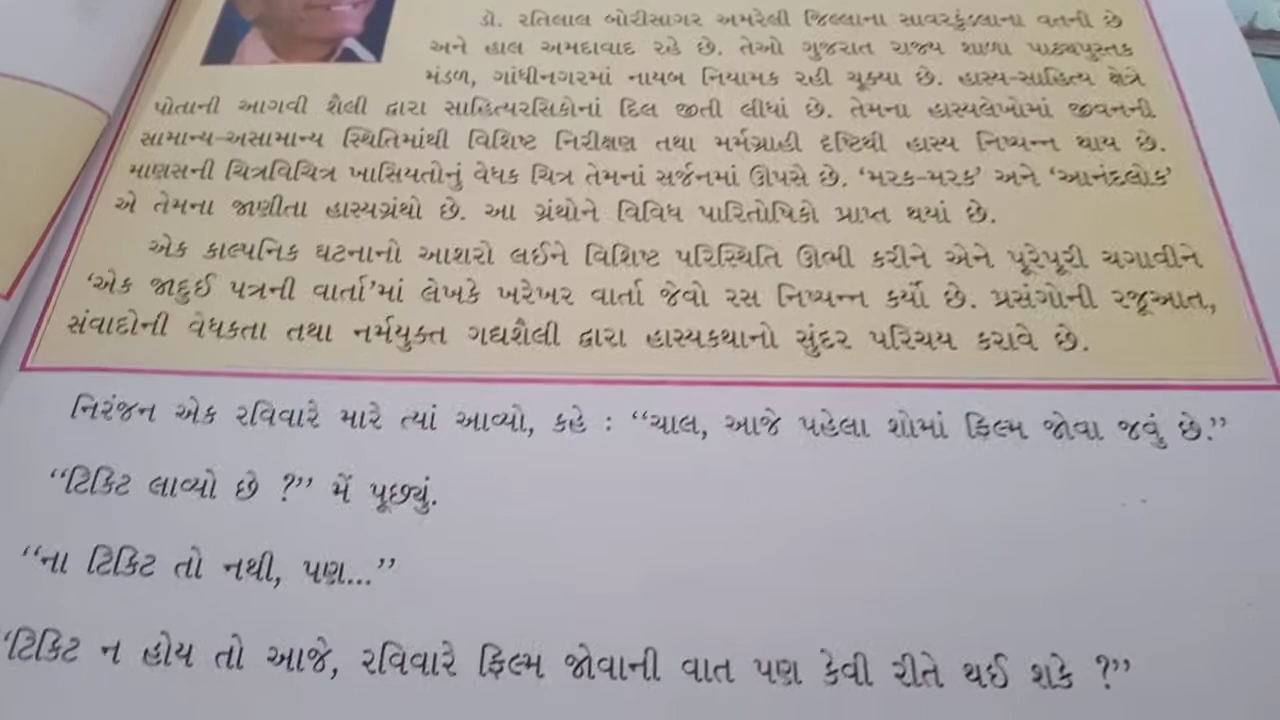 ડૉ. રતિલાલ બોરીસાગર અમરેલી જિલ્લાના સાવરકુંડલાના વતની છે
અને હાલ અમદાવાદ રહે છે. તેઓ ગુજરાત રાજ્ય શાળા પાઠ્યપુસ્તક
મંડળ, ગાંધીનગરમાં નાયબ નિયામક રહી ચૂક્યા છે. હાસ્ય-સાહિત્ય ક્ષેત્રે
પોતાની આગવી શૈલી દ્વારા સાહિત્યરસિકોનાં દિલ જીતી લીધાં છે. તેમના હાસ્યલેખોમાં જીવનની
સામાન્ય-અસામાન્ય સ્થિતિમાંથી વિશિષ્ટ નિરીક્ષણ તથા મર્મગ્રાહી દૃષ્ટિથી હાસ્ય નિષ્પન્ન થાય છે.
માણસની ચિત્રવિચિત્ર ખાસિયતોનું વેધક ચિત્ર તેમનાં સર્જનમાં ઊપસે છે. ‘મરક-મરક’ અને ‘આનંદલોક’
એ તેમના જાણીતા હાસ્યગ્રંથો છે. આ ગ્રંથોને વિવિધ પારિતોષિકો પ્રાપ્ત થયાં છે.
એક કાલ્પનિક ઘટનાનો આશરો લઈને વિશિષ્ટ પરિસ્થિતિ ઊભી કરીને એને પૂરેપૂરી ચગાવીને
‘એક જાદુઈ પત્રની વાર્તા’માં લેખકે ખરેખર વાર્તા જેવો રસ નિષ્પન્ન કર્યો છે. પ્રસંગોની રજૂઆત,
સંવાદોની વેધકતા તથા નર્મયુક્ત ગદ્યશૈલી દ્વારા હાસ્યકથાનો સુંદર પરિચય કરાવે છે.
નિરંજન એક રવિવારે મારે ત્યાં આવ્યો, કહે : “ચાલ, આજે પહેલા શોમાં ફિલ્મ જોવા જવું છે.”
“ટિકિટ લાવ્યો છે ?” મેં પૂછ્યું.
“ના ટિકિટ તો નથી, પણ...”
‘ટિકિટ ન હોય તો આજે, રવિવારે ફિલ્મ જોવાની વાત પણ કેવી રીતે થઈ શકે ?”